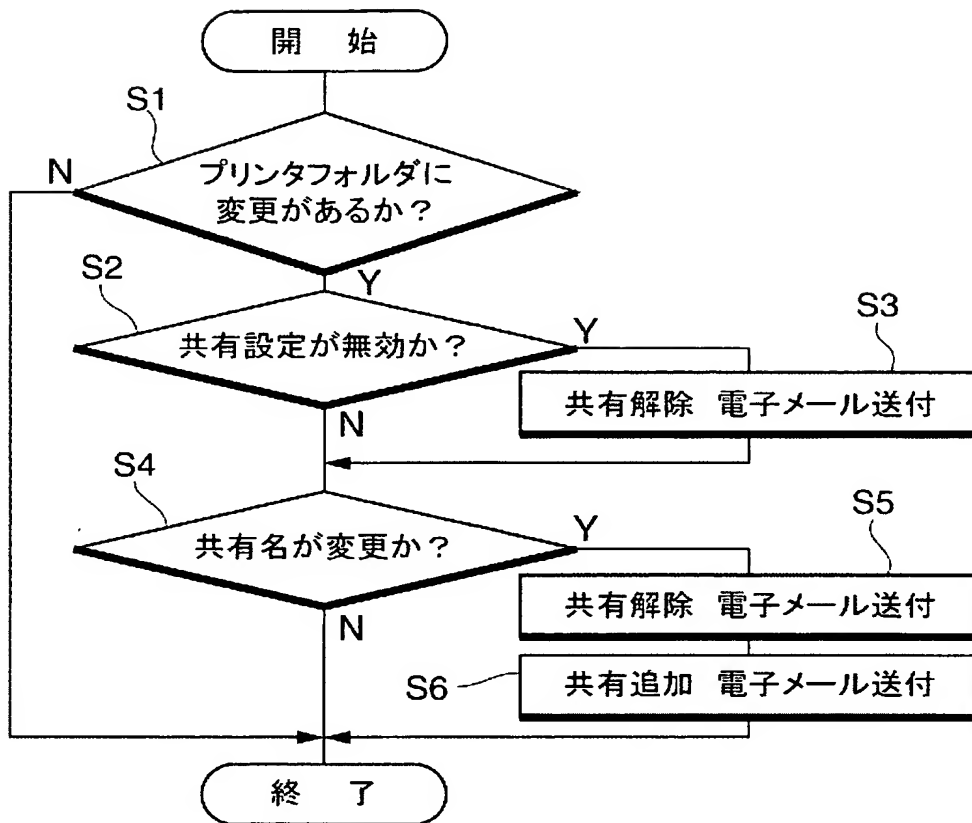 開 始
S1
N
プリンタフォルダに
変更があるか?
Y
S2
共有設定が無効か?
Y
S3
共有解除 電子メール送付
N
S4
共有名が変更か?
Y
S5
共有解除 電子メール送付
N
S6
共有追加 電子メール送付
終 了